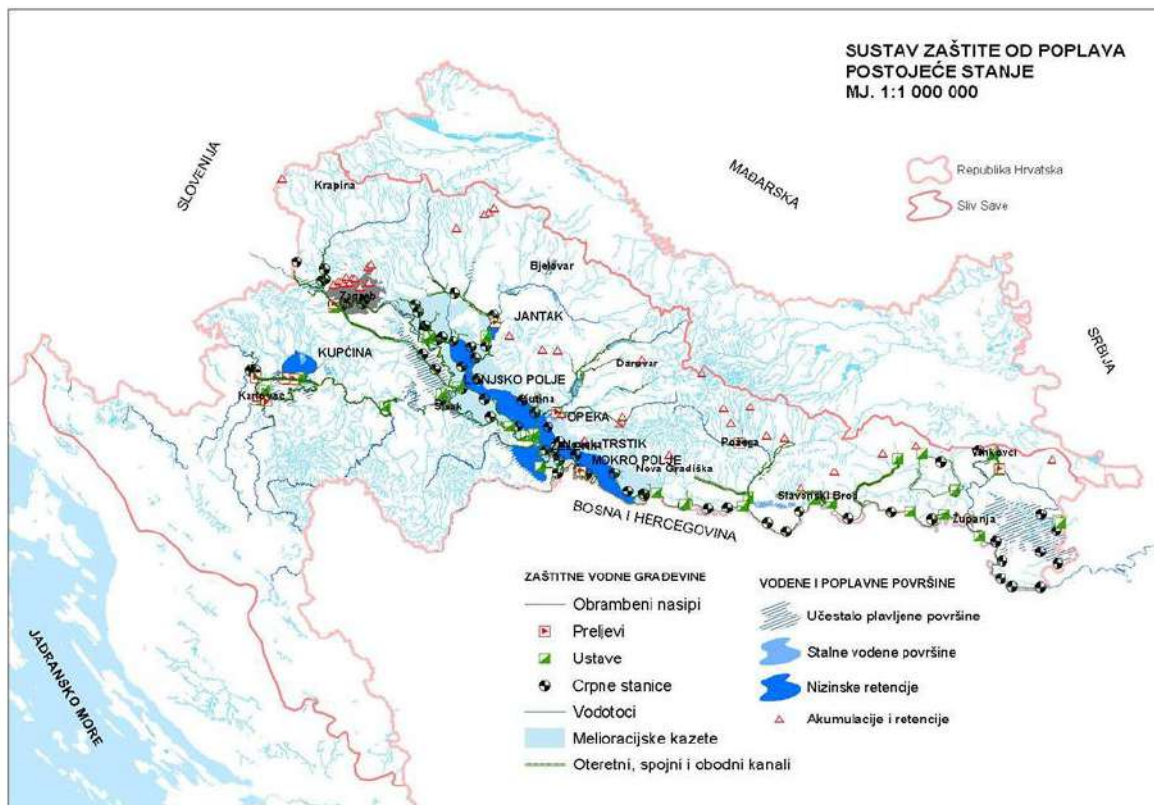 SUSTAV ZAŠTITE OD POPLAVA
POSTOJEĆE STANJE
MJ. 1:1 000 000
Republika Hrvatska
Sliv Save
SLOVENIJA
MAĐARSKA
SRBIJA
BOSNA I HERCEGOVINA
JADRANSKO MORE
Krapina
Bjelovar
Zagreb
JANTAK
KUPČINA
Karlovac
LONJSKO POLJE
Daruvar
Sisak
Kutina
OPEKA
TRSTIK
MOKRO POLJE
Nova Gradiška
Požega
Slavonski Brod
Vinkovci
Županja
ZAŠTITNE VODNE GRAĐEVINE
Obrambeni nasipi
Preljevi
Ustave
Crpne stanice
Vodotoci
Melioracijske kazete
Oteretni, spojni i obodni kanali
VODENE I POPLAVNE POVRŠINE
Učestalo plavljene površine
Stalne vodene površine
Nizinske retencije
Akumulacije i retencije